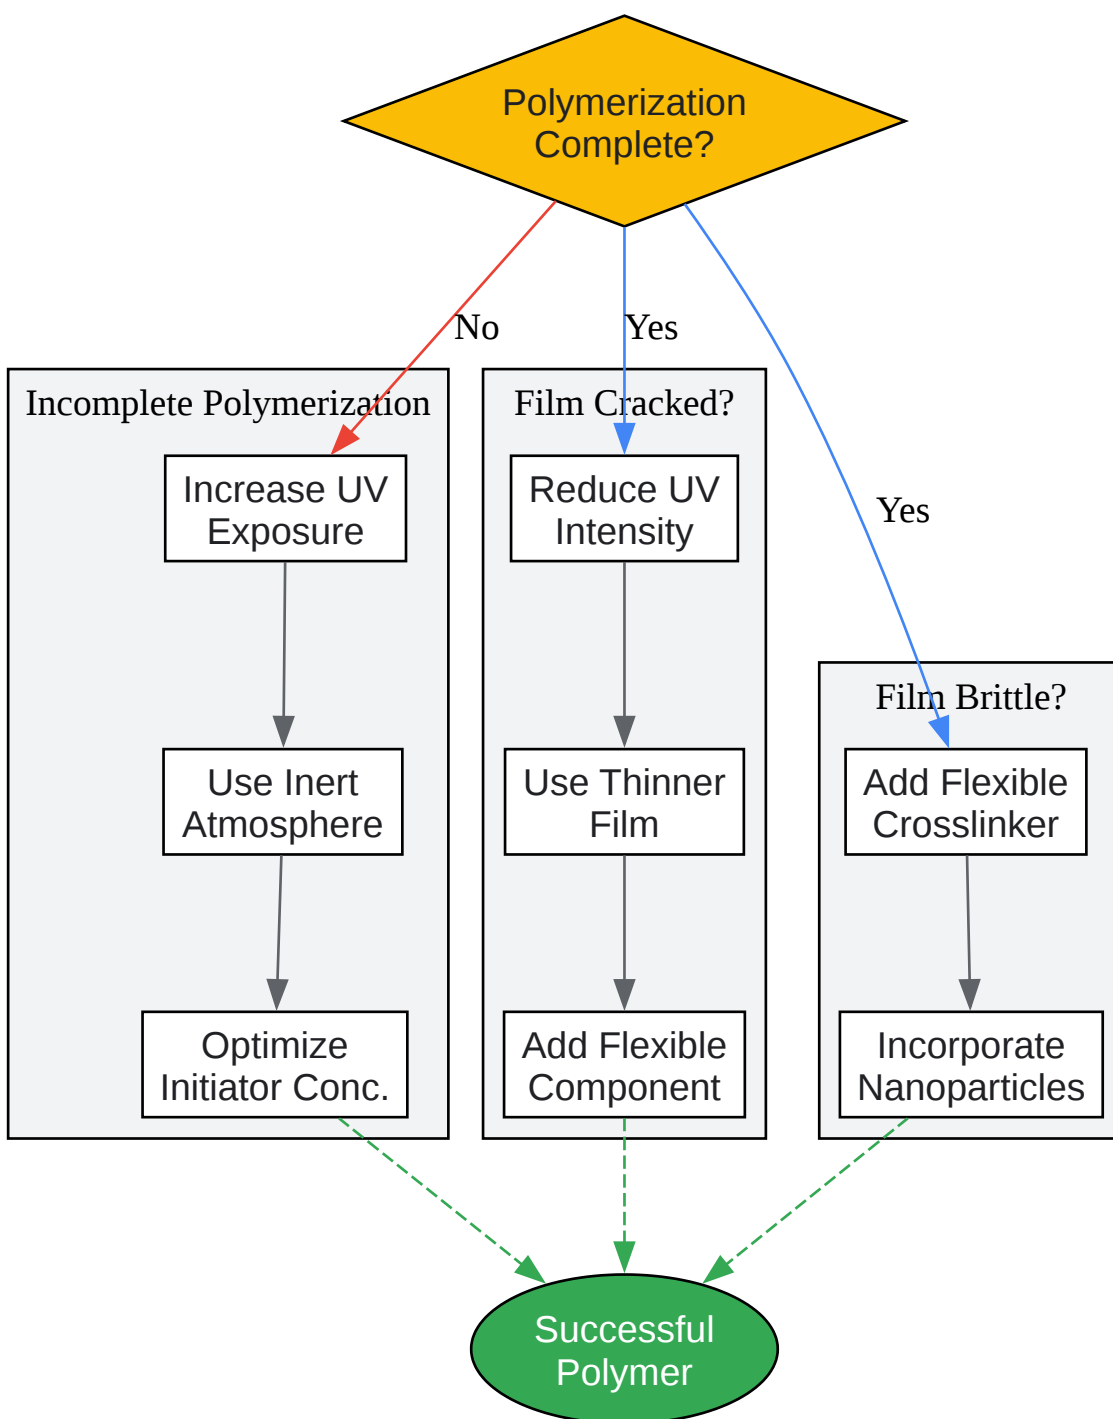 Polymerization
Complete?
No
Yes
Incomplete Polymerization
Film Cracked?
Increase UV
Exposure
Reduce UV
Intensity
Yes
Film Brittle?
Use Inert
Atmosphere
Use Thinner
Film
Add Flexible
Crosslinker
Optimize
Initiator Conc.
Add Flexible
Component
Incorporate
Nanoparticles
Successful
Polymer